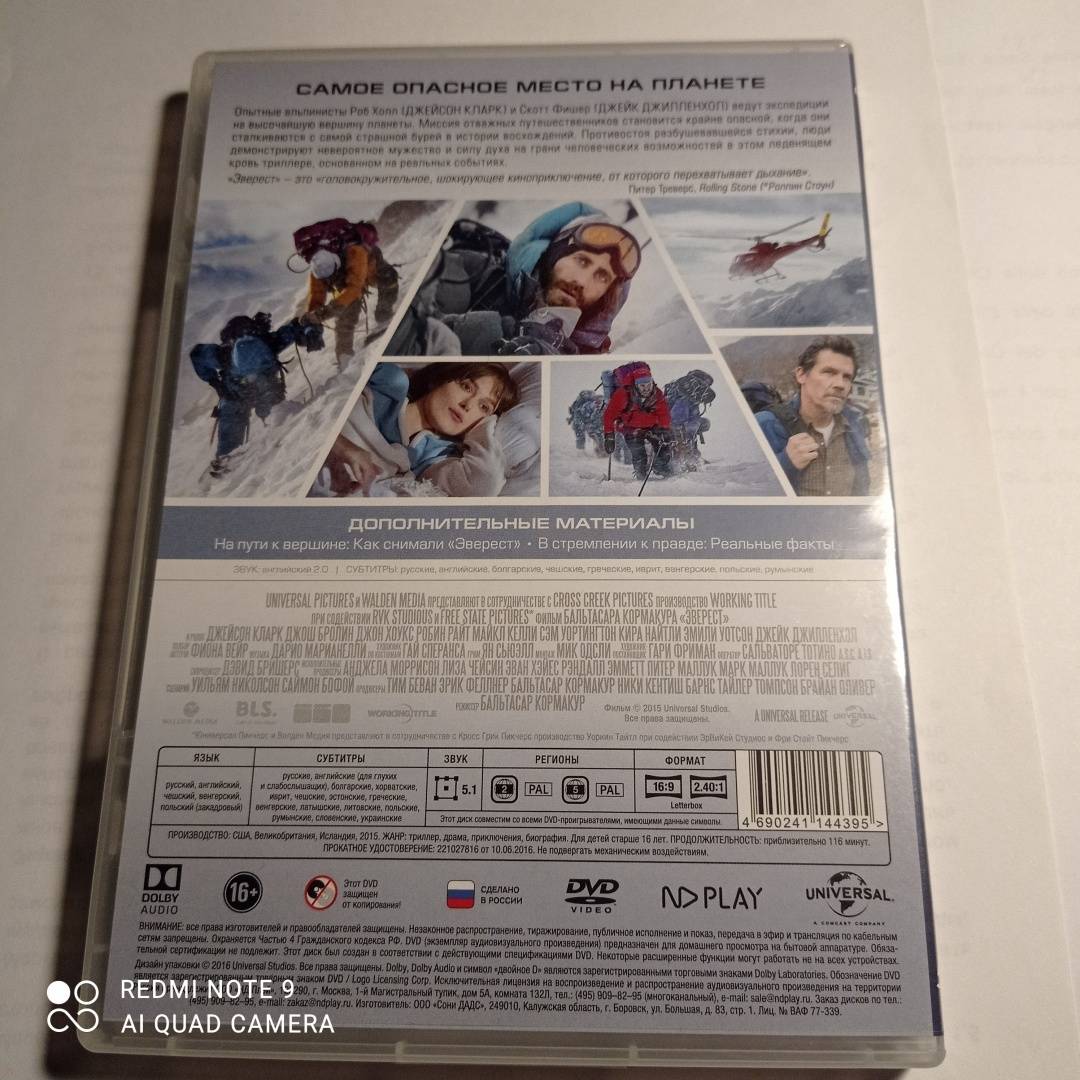 САМОЕ ОПАСНОЕ МЕСТО НА ПЛАНЕТЕ
Опытные альпинисты Роб Холл (ДЖЕЙСОН КЛАРК) и Скотт Фишер (ДЖЕЙК ДЖИЛЛЕНХОЛ) ведут экспедиции
на высочайшую вершину планеты. Миссия отважных путешественников становится крайне опасной, когда они
сталкиваются с самой страшной бурей в истории восхождений. Противостоя разбушевавшейся стихии, люди
демонстрируют невероятное мужество и силу духа на грани человеческих возможностей в этом леденящем
кровь триллере, основанном на реальных событиях.
«Эверест» – это «головокружительное, шокирующее киноприключение, от которого перехватывает дыхание».
Питер Треверс, Rolling Stone (*Роллин Стоун)
ДОПОЛНИТЕЛЬНЫЕ МАТЕРИАЛЫ
На пути к вершине: Как снимали «Эверест» • В стремлении к правде: Реальные факты
ЗВУК: английский 2.0 | СУБТИТРЫ: русские, английские, болгарские, чешские, греческие, иврит, венгерские, польские, румынские
UNIVERSAL PICTURES И WALDEN MEDIA ПРЕДСТАВЛЯЮТ В СОТРУДНИЧЕСТВЕ С CROSS CREEK PICTURES ПРОИЗВОДСТВО WORKING TITLE
ПРИ СОДЕЙСТВИИ RVK STUDIOUS И FREE STATE PICTURES* ФИЛЬМ БАЛЬТАСАРА КОРМАКУРА «ЭВЕРЕСТ»
ДЖЕЙСОН КЛАРК ДЖОШ БРОЛИН ДЖОН ХОУКС РОБИН РАЙТ МАЙКЛ КЕЛЛИ СЭМ УОРТИНГТОН КИРА НАЙТЛИ ЭМИЛИ УОТСОН ДЖЕЙК ДЖИЛЛЕНХОЛ
ФИОНА ВЕЙР МУЗЫКА ДАРИО МАРИАНЕЛЛИ ГАЙ СПЕРАНСА ЯН СЬЮЭЛЛ МИК ОДСЛИ ГАРИ ФРИМАН ОПЕРАТОР САЛЬВАТОРЕ ТОТИНО A.S.C. A.I.S
ДЭВИД БРИШЕРС АНДЖЕЛА МОРРИСОН ЛИЗА ЧЕЙСИН ЭВАН ХЭЙЕС РЭНДАЛЛ ЭММЕТТ ПИТЕР МАЛЛУК МАРК МАЛЛУК ЛОРЕН СЕЛИГ
СЦЕНАРИЙ УИЛЬЯМ НИКОЛСОН САЙМОН БОФОЙ ПРОДЮСЕРЫ ТИМ БЕВАН ЭРИК ФЕЛЛНЕР БАЛЬТАСАР КОРМАКУР НИКИ КЕНТИШ БАРНС ТАЙЛЕР ТОМПСОН БРАЙАН ОЛИВЕР
РЕЖИССЕР БАЛЬТАСАР КОРМАКУР
WALDEN MEDIA BLS. WORKING TITLE Фильм © 2015 Universal Studios. A UNIVERSAL RELEASE UNIVERSAL
Все права защищены.
*Юниверсал Пикчерс и Волден Медия представляют в сотрудничестве с Кросс Грик Пикчерс производство Уоркин Тайтл при содействии ЭрВиКей Студиос и Фри Стэйт Пикчерс
ЯЗЫК СУБТИТРЫ ЗВУК РЕГИОНЫ ФОРМАТ
русский, английский,
чешский, венгерский,
польский (закадровый)
русские, английские (для глухих
и слабослышащих), болгарские, хорватские,
иврит, чешские, эстонские, греческие,
венгерские, латышские, литовские, польские,
румынские, словенские, украинские
5.1 2 PAL 5 PAL 16:9 2.40:1
Letterbox
Этот диск совместим со всеми DVD-проигрывателями, имеющими данные символы.
4 690241 144395 >
ПРОИЗВОДСТВО: США, Великобритания, Исландия, 2015. ЖАНР: триллер, драма, приключения, биография. Для детей старше 16 лет. ПРОДОЛЖИТЕЛЬНОСТЬ: приблизительно 116 минут.
ПРОКАТНОЕ УДОСТОВЕРЕНИЕ: 221027816 от 10.06.2016. Не подвергать механическим воздействиям.
DOLBY
AUDIO
16+
Этот DVD
защищен
от копирования!
СДЕЛАНО
В РОССИИ
DVD
VIDEO
ND PLAY
UNIVERSAL
A COMCAST COMPANY
ВНИМАНИЕ: все права изготовителей и правообладателей защищены. Незаконное распространение, тиражирование, публичное исполнение и показ, передача в эфир и трансляция по кабельным
сетям запрещены. Охраняется Частью 4 Гражданского кодекса РФ. DVD (экземпляр аудиовизуального произведения) предназначен для домашнего просмотра на бытовой аппаратуре. Обяза-
тельной сертификации не подлежит. Этот диск был создан в соответствии с действующими спецификациями DVD. Некоторые расширенные функции могут работать не на всех устройствах.
Дизайн упаковки © 2016 Universal Studios. Все права защищены. Dolby, Dolby Audio и символ «двойное D» являются зарегистрированными торговыми знаками Dolby Laboratories. Обозначение DVD
является зарегистрированным товарным знаком DVD / Logo Licensing Corp. Исключительная лицензия на воспроизведение и распространение аудиовизуального произведения на территории
290, г. Москва, 1-й Магистральный тупик, дом 5А, комната 132Л, тел.: (495) 909–82–95 (многоканальный), e-mail: sale@ndplay.ru. Заказ дисков по тел.:
(495) 909–82–95, e-mail: zakaz@ndplay.ru. Изготовитель: ООО «Сони ДАДС», 249010, Калужская область, г. Боровск, ул. Большая, д. 83, стр. 1. Лиц. № ВАФ 77-339.
REDMI NOTE 9
AI QUAD CAMERA